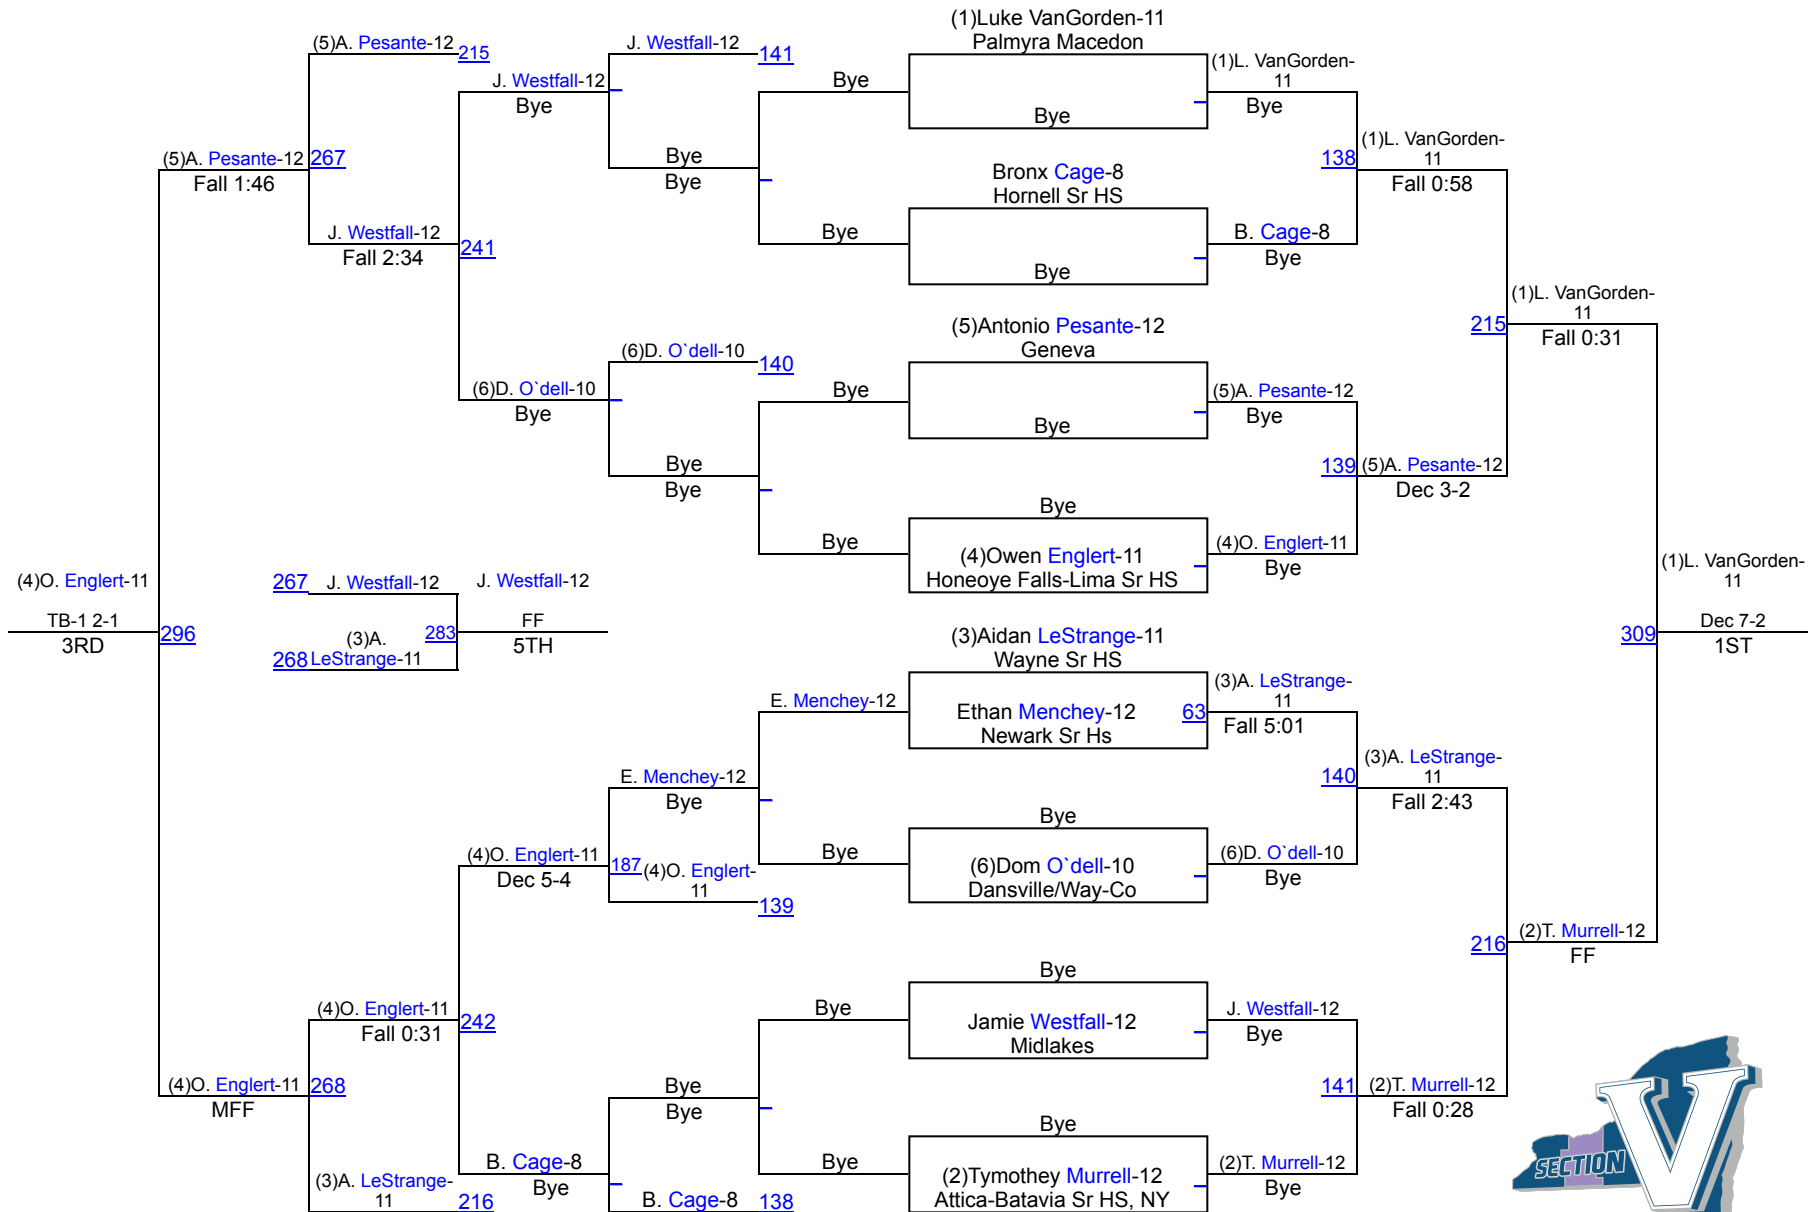 (1)Luke VanGorden-11
Palmyra Macedon
Bye
Bronx Cage-8
Hornell Sr HS
Bye
(5)Antonio Pesante-12
Geneva
Bye
Bye
(4)Owen Englert-11
Honeoye Falls-Lima Sr HS
(3)Aidan LeStrange-11
Wayne Sr HS
Ethan Menchey-12
Newark Sr Hs
63
Bye
(6)Dom O`dell-10
Dansville/Way-Co
Bye
Jamie Westfall-12
Midlakes
Bye
(2)Tymothey Murrell-12
Attica-Batavia Sr HS, NY
(1)L. VanGorden-
11
Bye
138
B. Cage-8
Bye
(5)A. Pesante-12
Bye
139
(4)O. Englert-11
Bye
(3)A. LeStrange-
11
Fall 5:01
140
(6)D. O`dell-10
Bye
J. Westfall-12
Bye
141
(2)T. Murrell-12
Bye
(1)L. VanGorden-
11
Fall 0:58
215
(5)A. Pesante-12
Dec 3-2
(3)A. LeStrange-
11
Fall 2:43
216
(2)T. Murrell-12
Fall 0:28
(1)L. VanGorden-
11
Fall 0:31
309
(2)T. Murrell-12
FF
(1)L. VanGorden-
11
Dec 7-2
1ST
Bye
Bye
Bye
Bye
E. Menchey-12
Bye
Bye
Bye
J. Westfall-12
141
Bye
Bye
(6)D. O`dell-10
140
Bye
Bye
E. Menchey-12
Bye
187
(4)O. Englert-
11
139
Bye
Bye
B. Cage-8
138
J. Westfall-12
Bye
241
(6)D. O`dell-10
Bye
(4)O. Englert-11
Dec 5-4
242
B. Cage-8
Bye
(5)A. Pesante-12
215
267
J. Westfall-12
Fall 2:34
267
J. Westfall-12
J. Westfall-12
283
FF
5TH
(3)A.
268
LeStrange-11
(4)O. Englert-11
Fall 0:31
268
(3)A. LeStrange-
11
216
(5)A. Pesante-12
Fall 1:46
296
(4)O. Englert-11
MFF
(4)O. Englert-11
TB-1 2-1
3RD
SECTION V